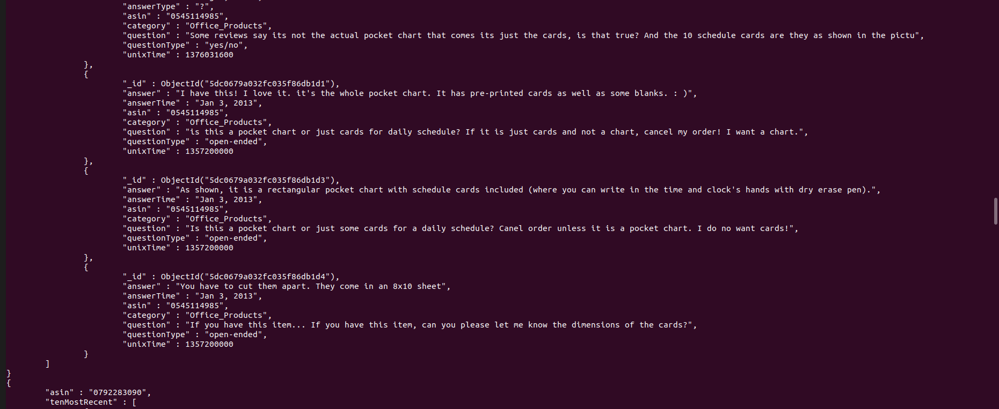 "answerType" : "?",
"asin" : "0545114985",
"category" : "Office_Products",
"question" : "Some reviews say its not the actual pocket chart that comes its just the cards, is that true? And the 10 schedule cards are they as shown in the pictu",
"questionType" : "yes/no",
"unixTime" : 1376031600
},
{
"_id" : ObjectId("5dc0679a032fc035f86db1d1"),
"answer" : "I have this! I love it. it's the whole pocket chart. It has pre-printed cards as well as some blanks. : )",
"answerTime" : "Jan 3, 2013",
"asin" : "0545114985",
"category" : "Office_Products",
"question" : "is this a pocket chart or just cards for daily schedule? If it is just cards and not a chart, cancel my order! I want a chart.",
"questionType" : "open-ended",
"unixTime" : 1357200000
},
{
"_id" : ObjectId("5dc0679a032fc035f86db1d3"),
"answer" : "As shown, it is a rectangular pocket chart with schedule cards included (where you can write in the time and clock's hands with dry erase pen).",
"answerTime" : "Jan 3, 2013",
"asin" : "0545114985",
"category" : "Office_Products",
"question" : "Is this a pocket chart or just some cards for a daily schedule? Canel order unless it is a pocket chart. I do no want cards!",
"questionType" : "open-ended",
"unixTime" : 1357200000
},
{
"_id" : ObjectId("5dc0679a032fc035f86db1d4"),
"answer" : "You have to cut them apart. They come in an 8x10 sheet",
"answerTime" : "Jan 3, 2013",
"asin" : "0545114985",
"category" : "Office_Products",
"question" : "If you have this item... If you have this item, can you please let me know the dimensions of the cards?",
"questionType" : "open-ended",
"unixTime" : 1357200000
}
]
}
{
"asin" : "0792283090",
"tenMostRecent" : [